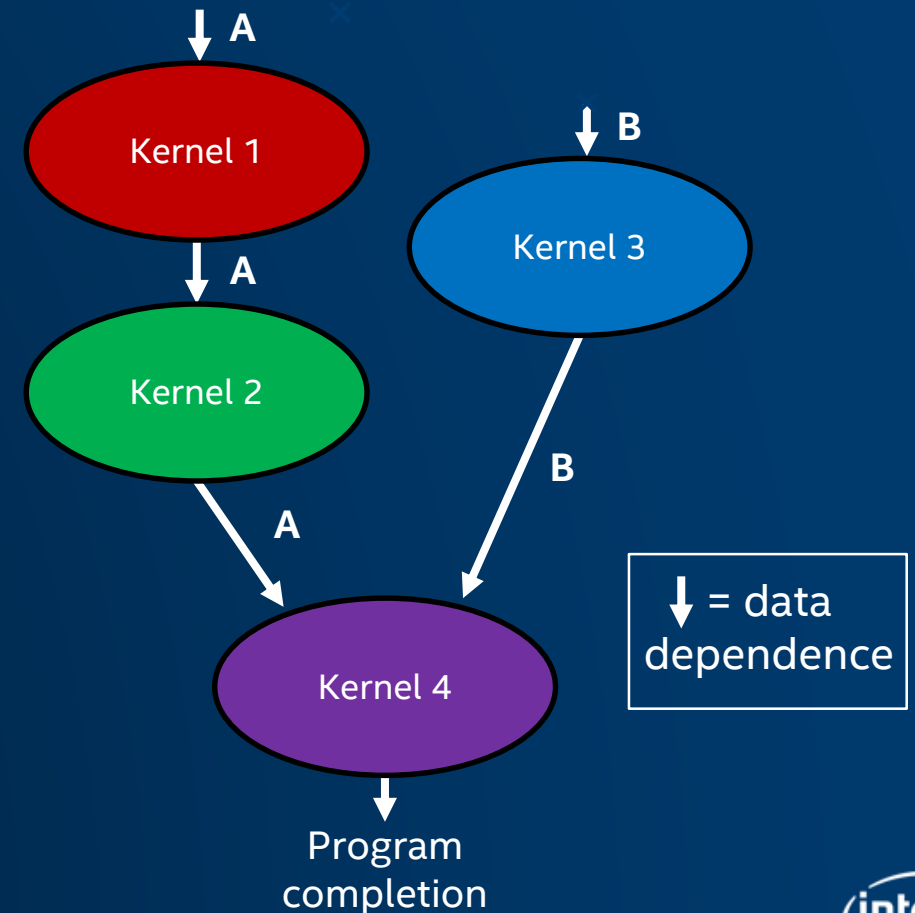 A
Kernel 1
B
Kernel 3
A
Kernel 2
B
A
= data
dependence
Kernel 4
Program
completion